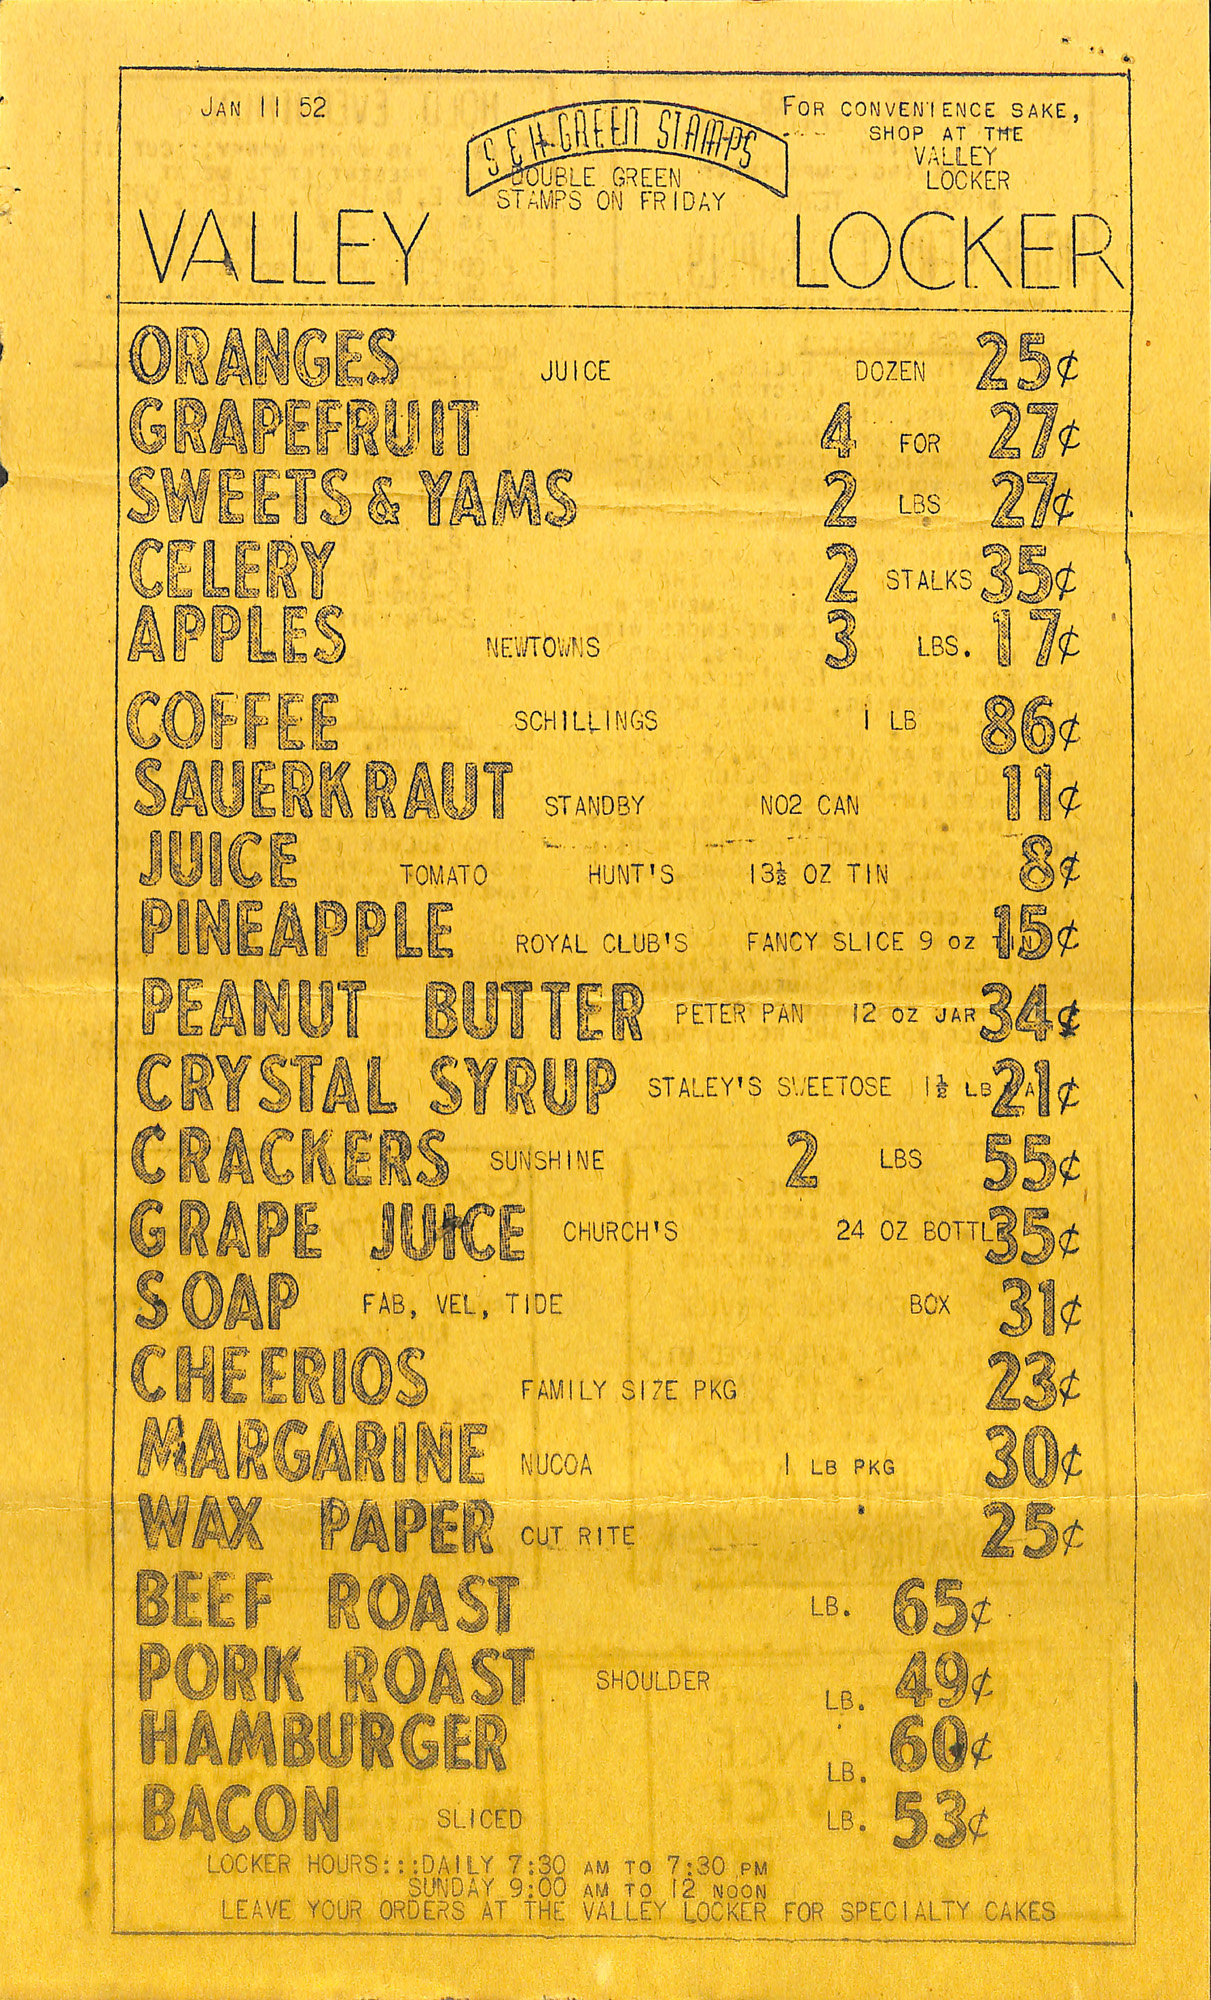 JAN 11 52
S & H GREEN STAMPS
DOUBLE GREEN
STAMPS ON FRIDAY
FOR CONVENIENCE SAKE,
SHOP AT THE
VALLEY
LOCKER
VALLEY LOCKER
ORANGES JUICE DOZEN 25¢
GRAPEFRUIT 4 FOR 27¢
SWEETS & YAMS 2 LBS 27¢
CELERY 2 STALKS 35¢
APPLES NEWTOWNS 3 LBS. 17¢
COFFEE SCHILLINGS 1 LB 86¢
SAUERKRAUT STANDBY NO2 CAN 11¢
JUICE TOMATO HUNT'S 13½ OZ TIN 8¢
PINEAPPLE ROYAL CLUB'S FANCY SLICE 9 OZ TIN 15¢
PEANUT BUTTER PETER PAN 12 OZ JAR 34¢
CRYSTAL SYRUP STALEY'S SWEETOSE 1½ LB 21¢
CRACKERS SUNSHINE 2 LBS 55¢
GRAPE JUICE CHURCH'S 24 OZ BOTTLE 35¢
SOAP FAB, VEL, TIDE BOX 31¢
CHEERIOS FAMILY SIZE PKG 23¢
MARGARINE NUCOA 1 LB PKG 30¢
WAX PAPER CUT RITE 25¢
BEEF ROAST LB. 65¢
PORK ROAST SHOULDER LB. 49¢
HAMBURGER LB. 60¢
BACON SLICED LB. 53¢
LOCKER HOURS:::DAILY 7:30 AM TO 7:30 PM
SUNDAY 9:00 AM TO 12 NOON
LEAVE YOUR ORDERS AT THE VALLEY LOCKER FOR SPECIALTY CAKES